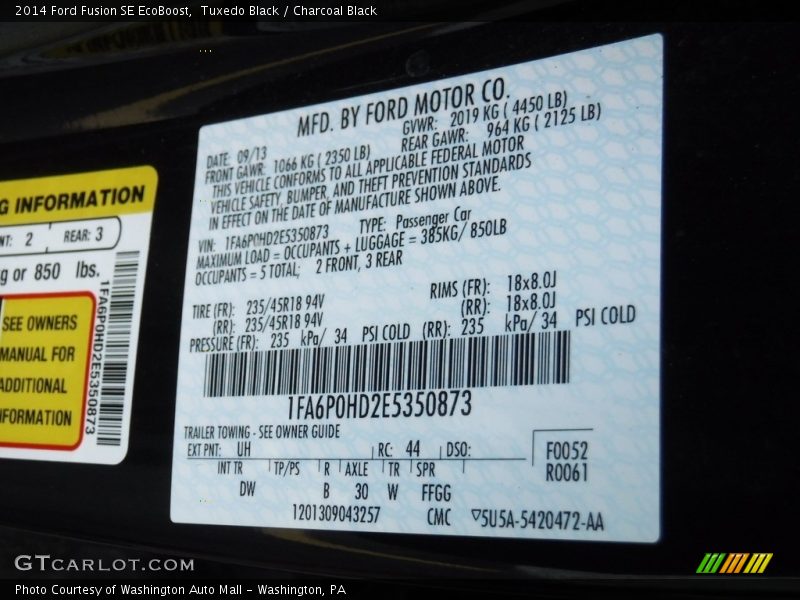 2014 Ford Fusion SE EcoBoost, Tuxedo Black / Charcoal Black
G INFORMATION
NT: 2 REAR: 3
g or 850 lbs.
SEE OWNERS
MANUAL FOR
ADDITIONAL
INFORMATION
1FA6P0HD2E5350873
MFD. BY FORD MOTOR CO.
DATE: 09/13 GVWR: 2019 KG ( 4450 LB)
FRONT GAWR: 1066 KG ( 2350 LB) REAR GAWR: 964 KG ( 2125 LB)
THIS VEHICLE CONFORMS TO ALL APPLICABLE FEDERAL MOTOR
VEHICLE SAFETY, BUMPER, AND THEFT PREVENTION STANDARDS
IN EFFECT ON THE DATE OF MANUFACTURE SHOWN ABOVE.
VIN: 1FA6P0HD2E5350873 TYPE: Passenger Car
MAXIMUM LOAD = OCCUPANTS + LUGGAGE = 385KG/ 850LB
OCCUPANTS = 5 TOTAL; 2 FRONT, 3 REAR
TIRE (FR): 235/45R18 94V RIMS (FR): 18x8.0J
(RR): 235/45R18 94V (RR): 18x8.0J
PRESSURE (FR): 235 kPa/ 34 PSI COLD (RR): 235 kPa/ 34 PSI COLD
1FA6P0HD2E5350873
TRAILER TOWING - SEE OWNER GUIDE
EXT PNT: UH RC: 44 DSO: F0052
INT TR TP/PS R AXLE TR SPR R0061
DW B 30 W FFGG
1201309043257 CMC ▽5U5A-5420472-AA
GTCARLOT.COM
Photo Courtesy of Washington Auto Mall - Washington, PA